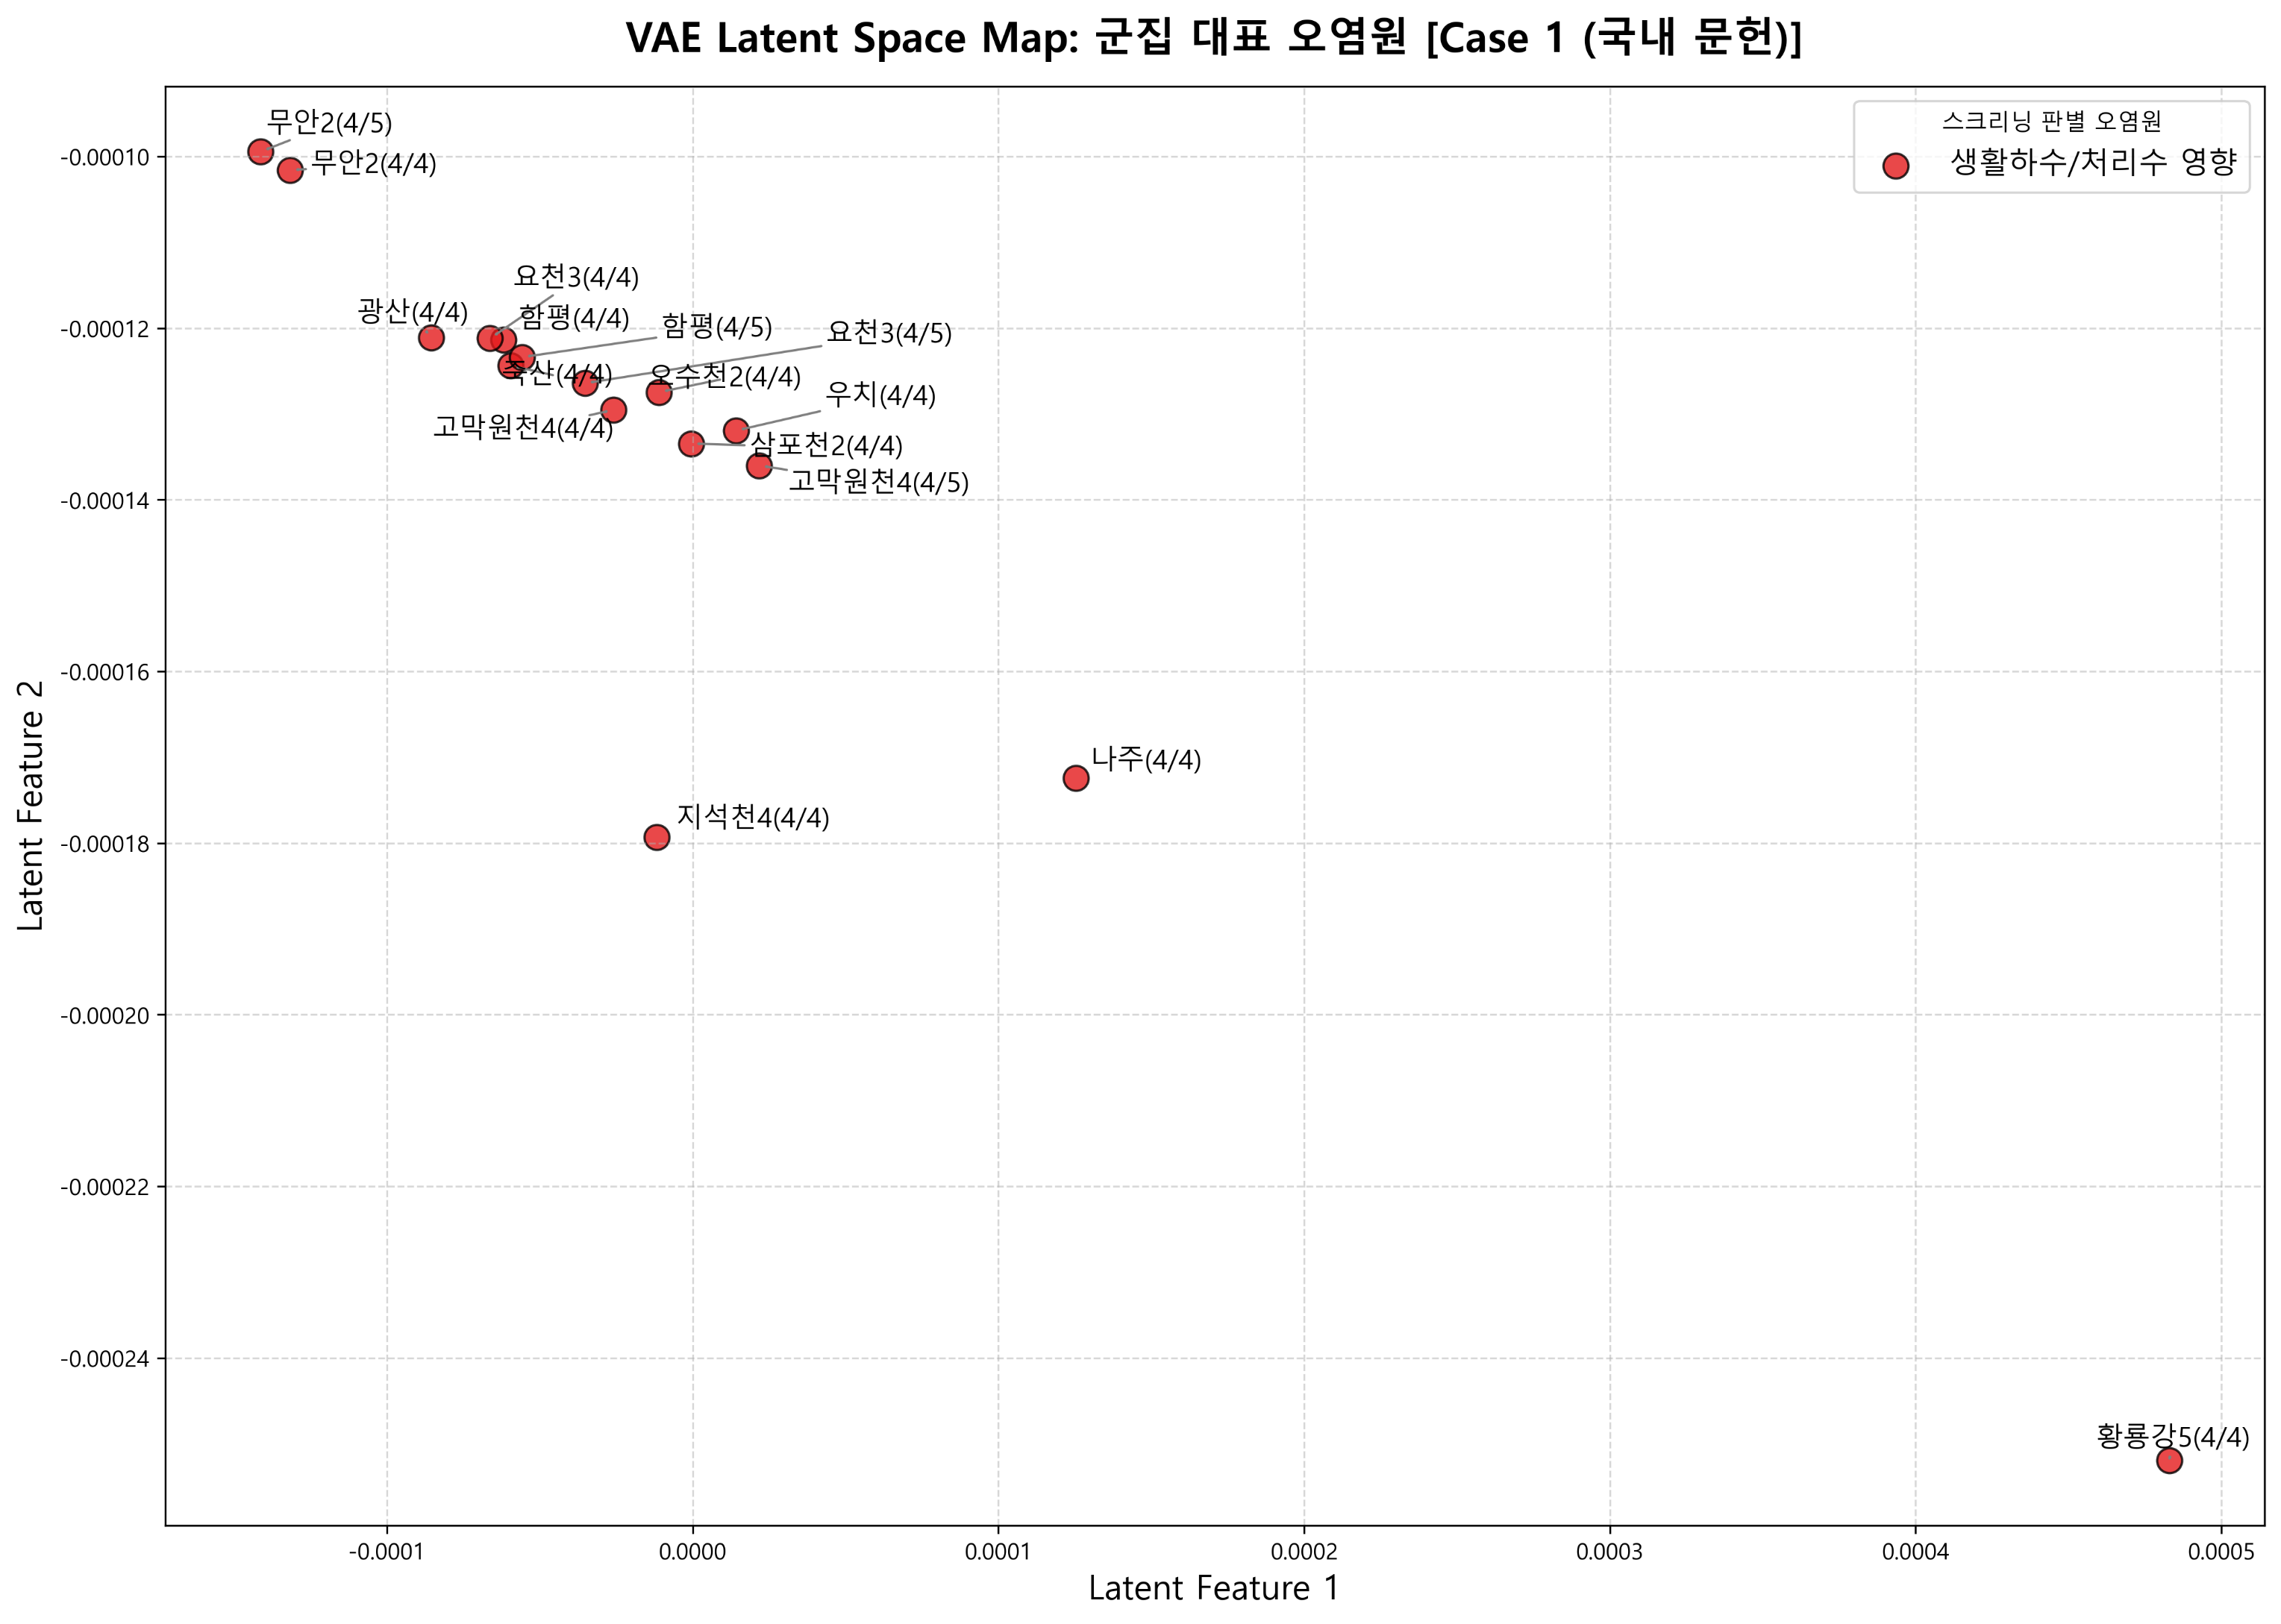 VAE Latent Space Map: 군집 대표 오염원 [Case 1 (국내 문헌)]
스크리닝 판별 오염원
생활하수/처리수 영향
무안2(4/5)
무안2(4/4)
요천3(4/4)
광산(4/4)
함평(4/4)
함평(4/5)
요천3(4/5)
죽산(4/4)
오수천2(4/4)
우치(4/4)
고막원천4(4/4)
삼포천2(4/4)
고막원천4(4/5)
나주(4/4)
지석천4(4/4)
황룡강5(4/4)
-0.00010
-0.00012
-0.00014
-0.00016
-0.00018
-0.00020
-0.00022
-0.00024
Latent Feature 2
-0.0001
0.0000
0.0001
0.0002
0.0003
0.0004
0.0005
Latent Feature 1